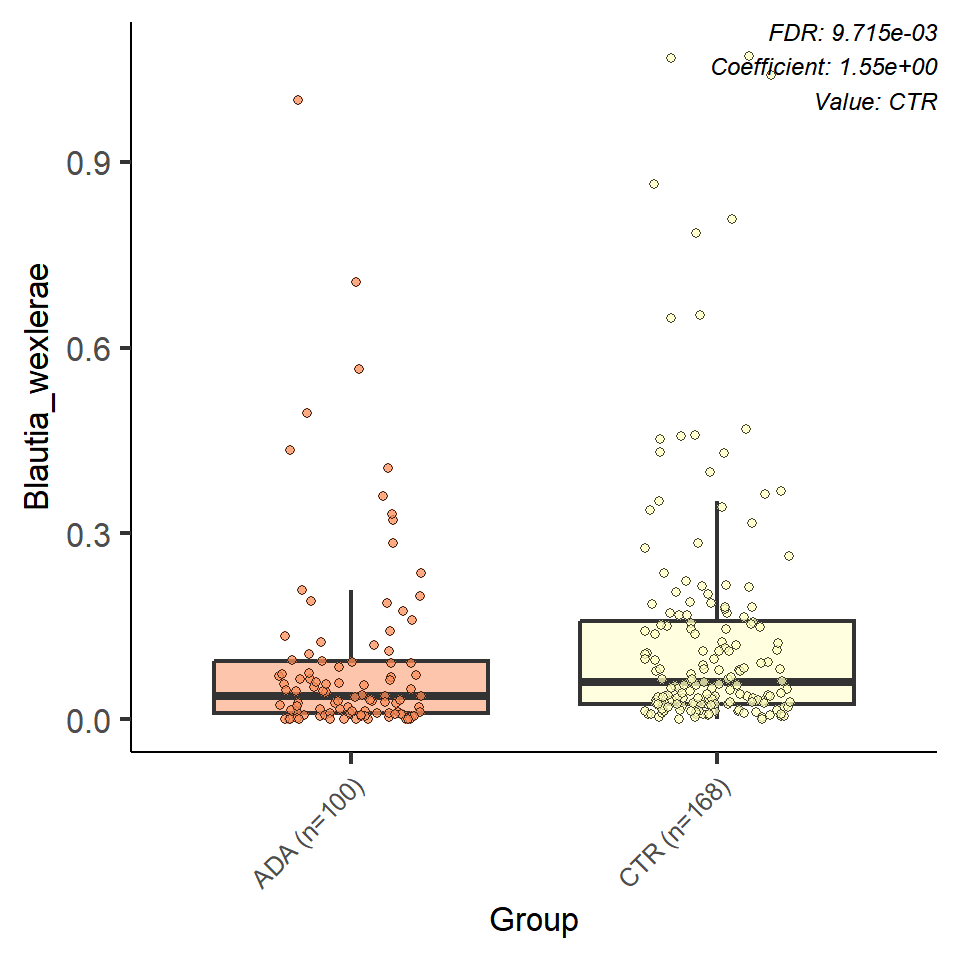 FDR: 9.715e-03
Coefficient: 1.55e+00
Value: CTR
Blautia_wexlerae
0.9
0.6
0.3
0.0
ADA (n=100)
CTR (n=168)
Group